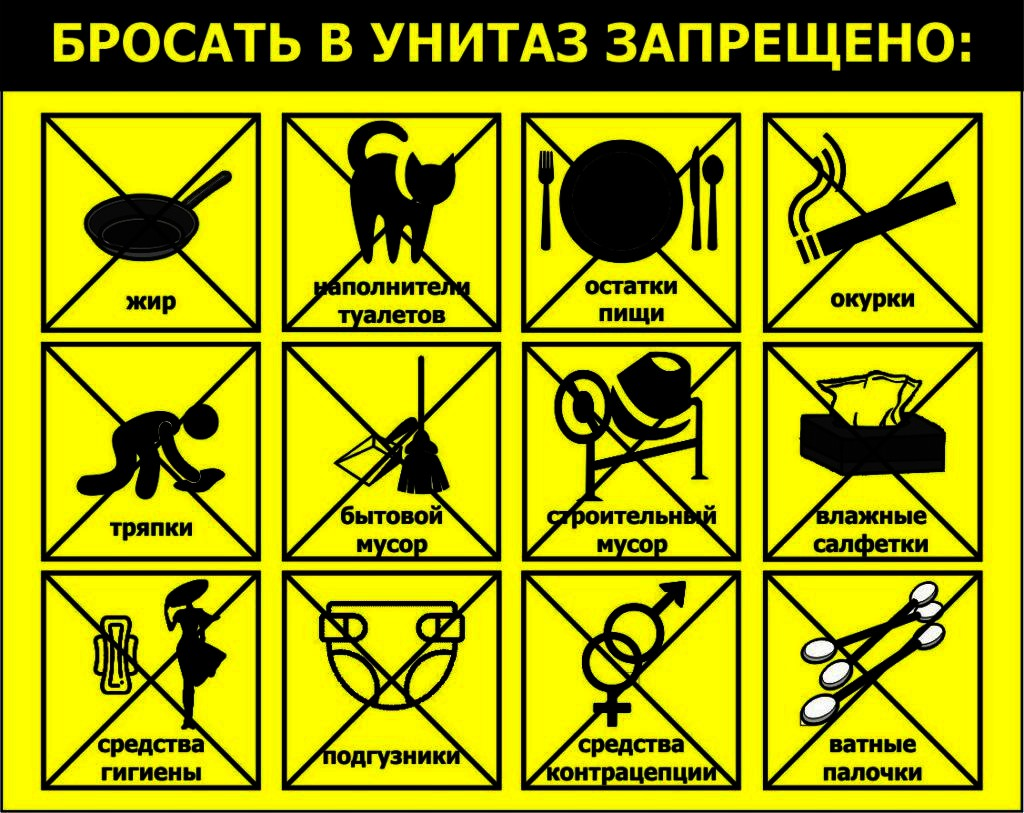 БРОСАТЬ В УНИТАЗ ЗАПРЕЩЕНО:
жир
наполнители
туалетов
остатки
пищи
окурки
тряпки
бытовой
мусор
строительный
мусор
влажные
салфетки
средства
гигиены
подгузники
средства
контрацепции
ватные
палочки